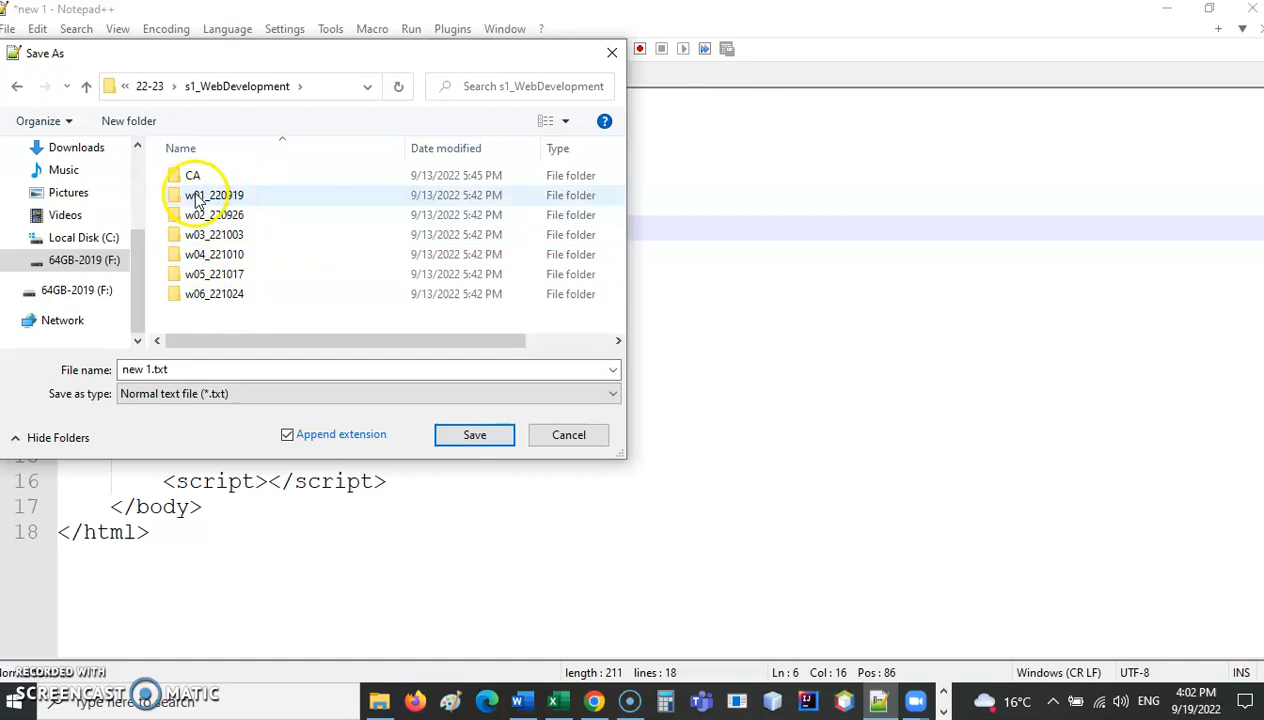 *new 1 - Notepad++
File Edit Search View Encoding Language Settings Tools Macro Run Plugins Window ?
Save As
22-23 › s1_WebDevelopment ›
Search s1_WebDevelopment
Organize
New folder
Name Date modified Type
Downloads
Music
Pictures
Videos
Local Disk (C:)
64GB-2019 (F:)
64GB-2019 (F:)
Network
CA 9/13/2022 5:45 PM File folder
w01_220919 9/13/2022 5:42 PM File folder
w02_220926 9/13/2022 5:42 PM File folder
w03_221003 9/13/2022 5:42 PM File folder
w04_221010 9/13/2022 5:42 PM File folder
w05_221017 9/13/2022 5:42 PM File folder
w06_221024 9/13/2022 5:42 PM File folder
File name: new 1.txt
Save as type: Normal text file (*.txt)
Hide Folders
Append extension
Save
Cancel
16 <script></script>
17 </body>
18 </html>
length : 211 lines : 18 Ln : 6 Col : 16 Pos : 86 Windows (CR LF) UTF-8 INS
RECORDED WITH
SCREENCAST MATIC
here to search
16°C
ENG
4:02 PM
9/19/2022